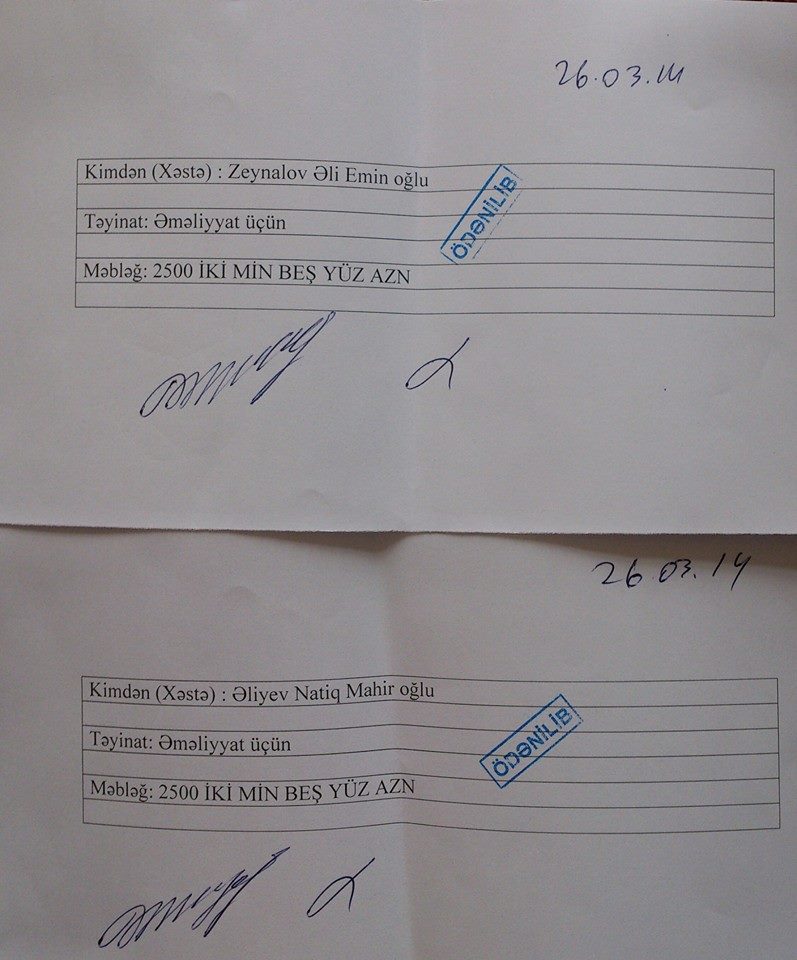 26.03.14
Kimdən (Xəstə) : Zeynalov Əli Emin oğlu
Təyinat: Əməliyyat üçün
Məbləğ: 2500 İKİ MİN BEŞ YÜZ AZN
ÖDƏNİLİB
26.03.14
Kimdən (Xəstə) : Əliyev Natiq Mahir oğlu
Təyinat: Əməliyyat üçün
Məbləğ: 2500 İKİ MİN BEŞ YÜZ AZN
ÖDƏNİLİB